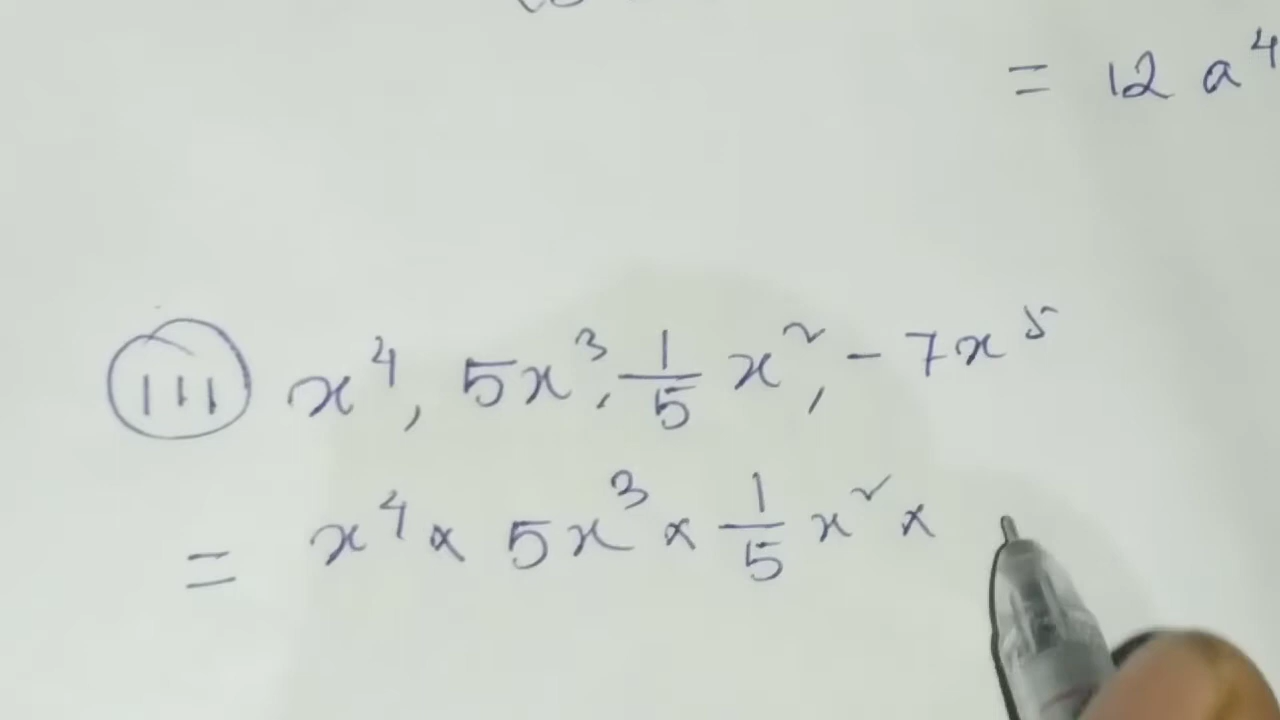 = 12 a⁴
III x⁴, 5x³, 1/5 x², - 7x⁵
= x⁴ × 5x³ × 1/5 x² ×